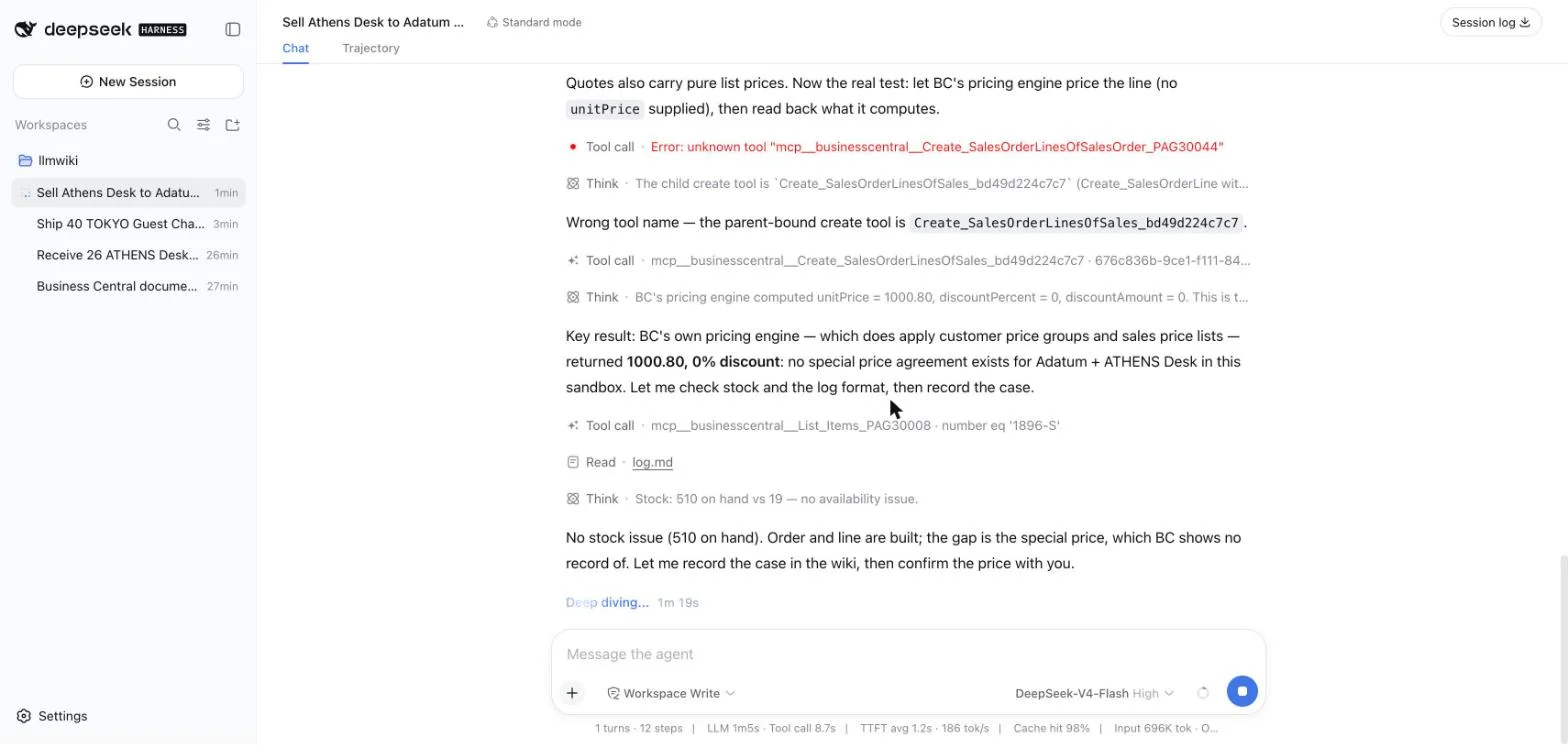 deepseek HARNESS
New Session
Workspaces
llmwiki
Sell Athens Desk to Adatu... 1min
Ship 40 TOKYO Guest Cha... 3min
Receive 26 ATHENS Desk... 26min
Business Central docume... 27min
Settings
Sell Athens Desk to Adatum ... Standard mode
Session log
Chat Trajectory
Quotes also carry pure list prices. Now the real test: let BC's pricing engine price the line (no
unitPrice supplied), then read back what it computes.
Tool call · Error: unknown tool "mcp__businesscentral__Create_SalesOrderLinesOfSalesOrder_PAG30044"
Think · The child create tool is `Create_SalesOrderLinesOfSales_bd49d224c7c7` (Create_SalesOrderLine wit...
Wrong tool name — the parent-bound create tool is Create_SalesOrderLinesOfSales_bd49d224c7c7.
Tool call · mcp__businesscentral__Create_SalesOrderLinesOfSales_bd49d224c7c7 · 676c836b-9ce1-f111-84...
Think · BC's pricing engine computed unitPrice = 1000.80, discountPercent = 0, discountAmount = 0. This is t...
Key result: BC's own pricing engine — which does apply customer price groups and sales price lists —
returned 1000.80, 0% discount: no special price agreement exists for Adatum + ATHENS Desk in this
sandbox. Let me check stock and the log format, then record the case.
Tool call · mcp__businesscentral__List_Items_PAG30008 · number eq '1896-S'
Read · log.md
Think · Stock: 510 on hand vs 19 — no availability issue.
No stock issue (510 on hand). Order and line are built; the gap is the special price, which BC shows no
record of. Let me record the case in the wiki, then confirm the price with you.
Deep diving... 1m 19s
Message the agent
Workspace Write
DeepSeek-V4-Flash High
1 turns · 12 steps | LLM 1m5s · Tool call 8.7s | TTFT avg 1.2s · 186 tok/s | Cache hit 98% | Input 696K tok · O...